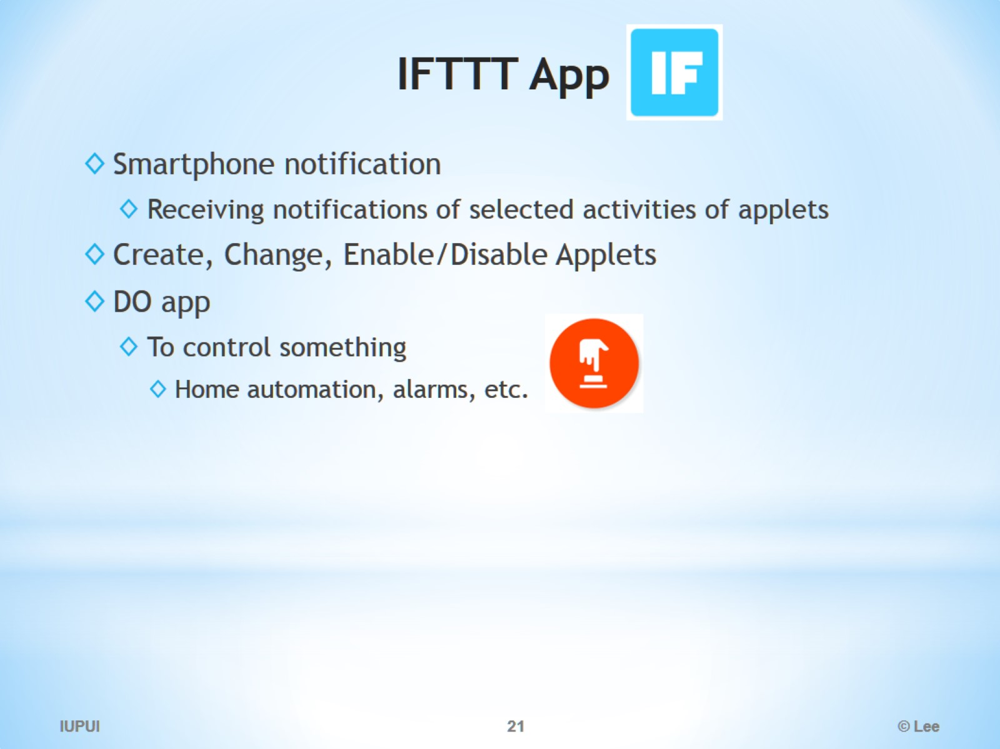 IFTTT App
IF
Smartphone notification
Receiving notifications of selected activities of applets
Create, Change, Enable/Disable Applets
DO app
To control something
Home automation, alarms, etc.
IUPUI
21
© Lee